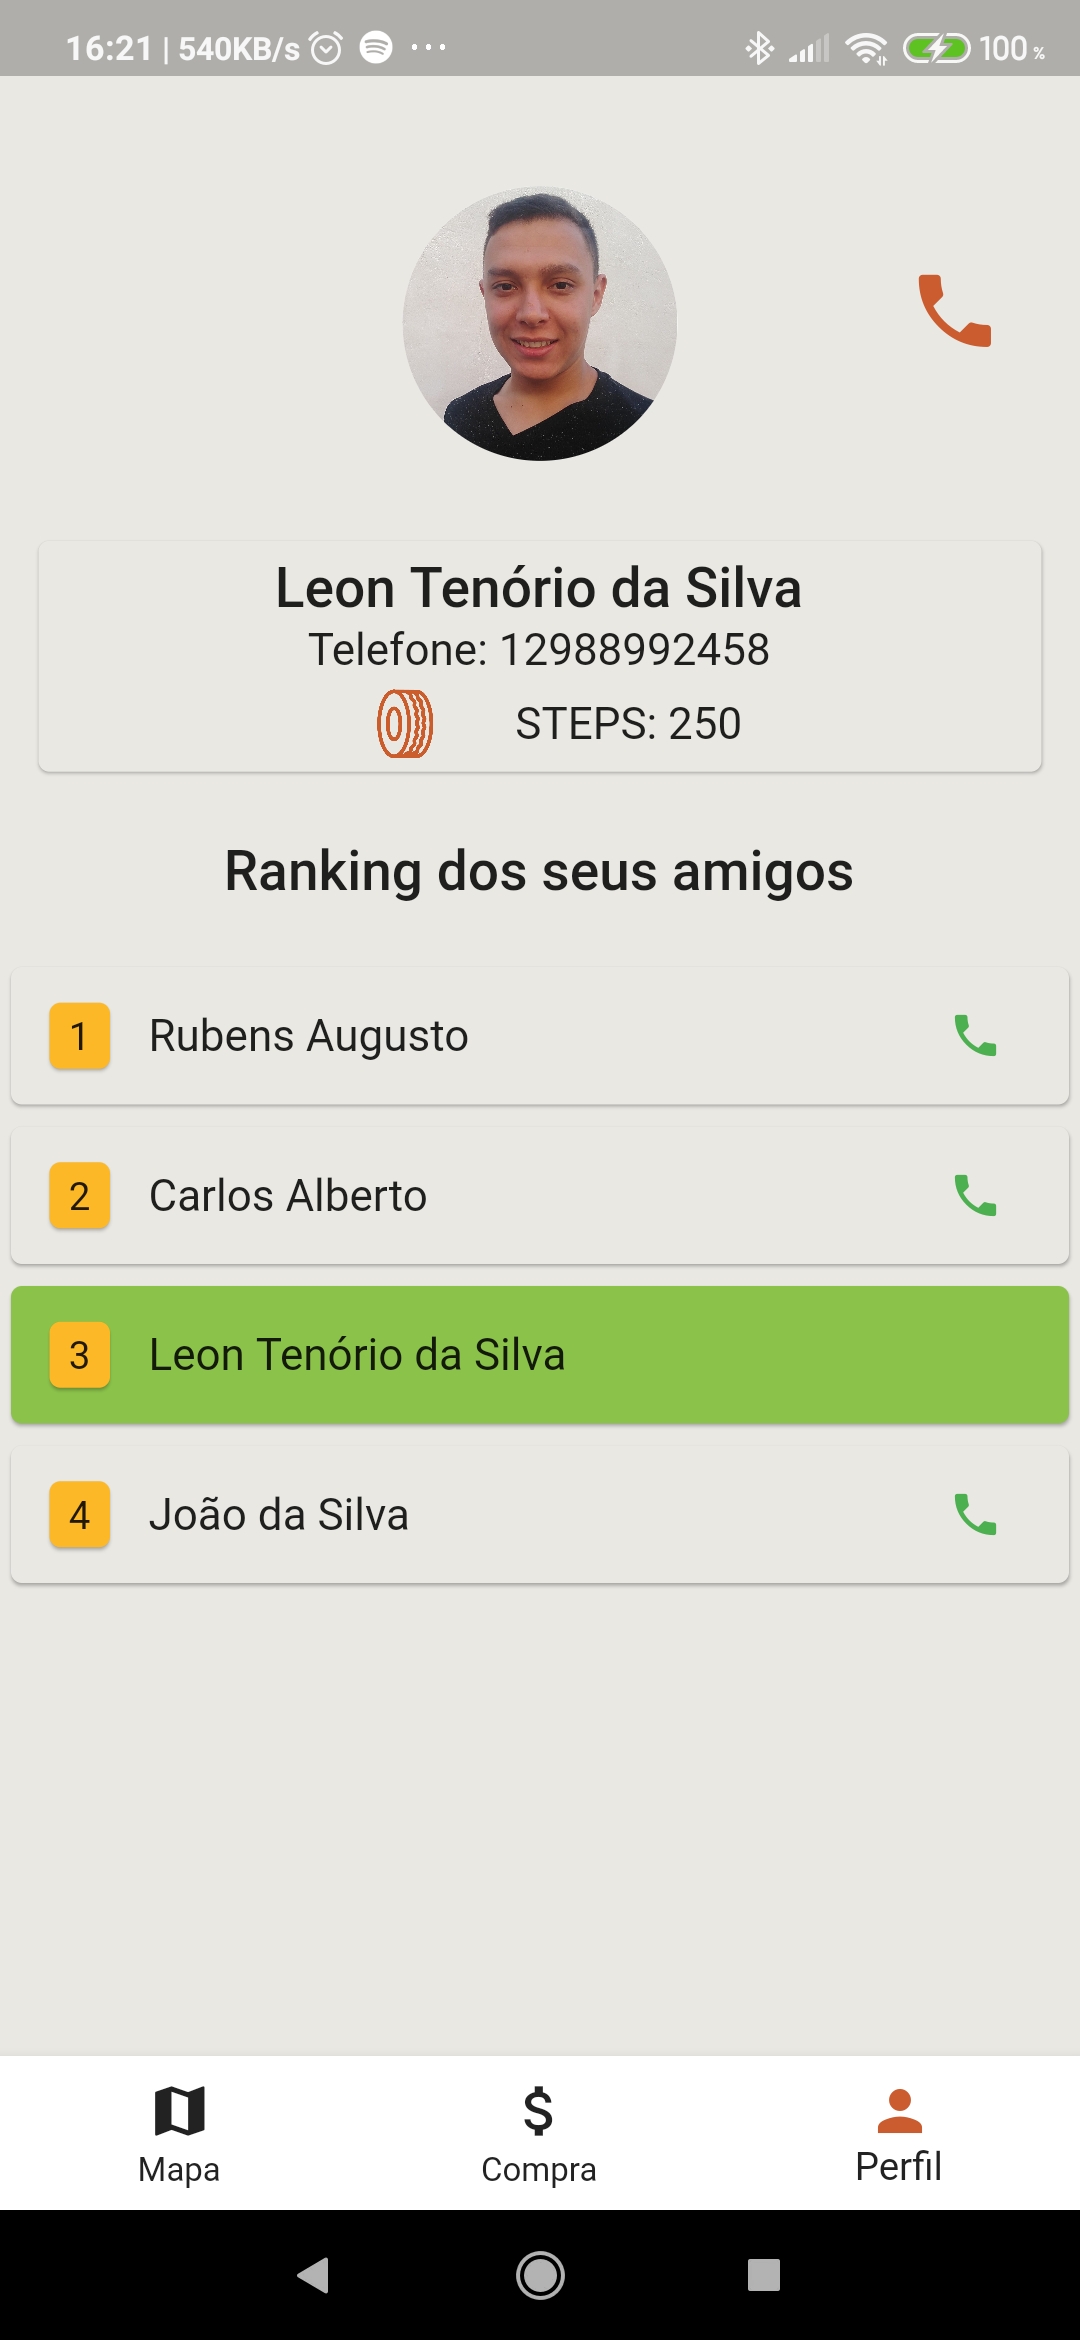 16:21 | 540KB/s ... 100 %
Leon Tenório da Silva
Telefone: 12988992458
STEPS: 250
Ranking dos seus amigos
1 Rubens Augusto
2 Carlos Alberto
3 Leon Tenório da Silva
4 João da Silva
Mapa Compra Perfil